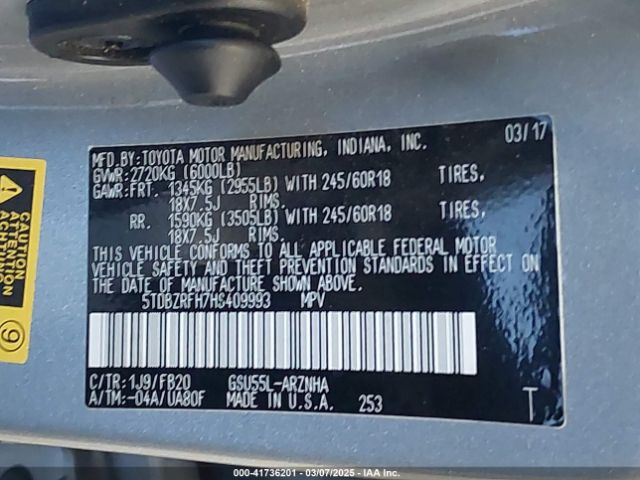 MFD.BY:TOYOTA MOTOR MANUFACTURING, INDIANA, INC. 03/17
GVWR:2720KG (6000LB)
GAWR:FRT. 1345KG (2955LB) WITH 245/60R18 TIRES,
18X7.5J RIMS.
RR. 1590KG (3505LB) WITH 245/60R18 TIRES,
18X7.5J RIMS.
THIS VEHICLE CONFORMS TO ALL APPLICABLE FEDERAL MOTOR
VEHICLE SAFETY AND THEFT PREVENTION STANDARDS IN EFFECT ON
THE DATE OF MANUFACTURE SHOWN ABOVE.
5TDBZRFH7HS409993 MPV
C/TR:1J9/FB20 GSU55L-ARZNHA
A/TM:-04A/UA80F MADE IN U.S.A. 253 T
9
000-41736201 - 03/07/2025 - IAA Inc.